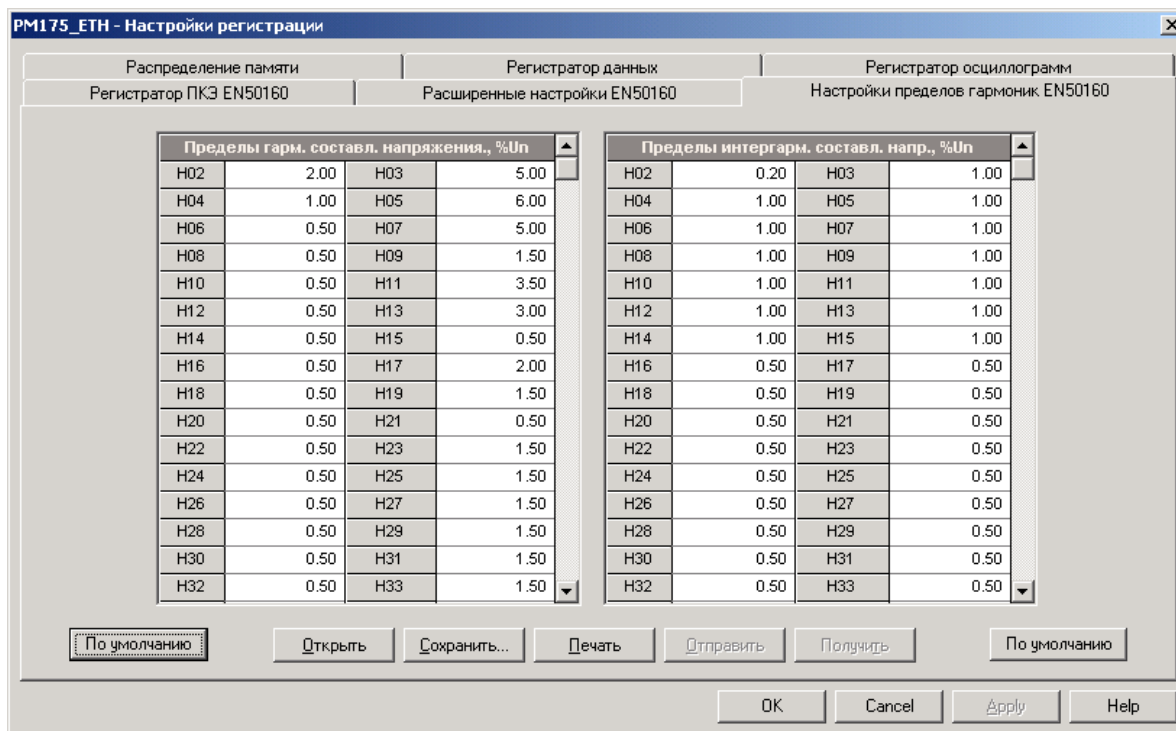 PM175_ETH - Настройки регистрации
Распределение памяти Регистратор данных Регистратор осциллограмм
Регистратор ПКЭ EN50160 Расширенные настройки EN50160 Настройки пределов гармоник EN50160
Пределы гарм. составл. напряжения., %Un Пределы интергарм. составл. напр., %Un
H02 2.00 H03 5.00 H02 0.20 H03 1.00
H04 1.00 H05 6.00 H04 1.00 H05 1.00
H06 0.50 H07 5.00 H06 1.00 H07 1.00
H08 0.50 H09 1.50 H08 1.00 H09 1.00
H10 0.50 H11 3.50 H10 1.00 H11 1.00
H12 0.50 H13 3.00 H12 1.00 H13 1.00
H14 0.50 H15 0.50 H14 1.00 H15 1.00
H16 0.50 H17 2.00 H16 0.50 H17 0.50
H18 0.50 H19 1.50 H18 0.50 H19 0.50
H20 0.50 H21 0.50 H20 0.50 H21 0.50
H22 0.50 H23 1.50 H22 0.50 H23 0.50
H24 0.50 H25 1.50 H24 0.50 H25 0.50
H26 0.50 H27 1.50 H26 0.50 H27 0.50
H28 0.50 H29 1.50 H28 0.50 H29 0.50
H30 0.50 H31 1.50 H30 0.50 H31 0.50
H32 0.50 H33 1.50 H32 0.50 H33 0.50
По умолчанию Открыть Сохранить... Печать Отправить Получить По умолчанию
OK Cancel Apply Help